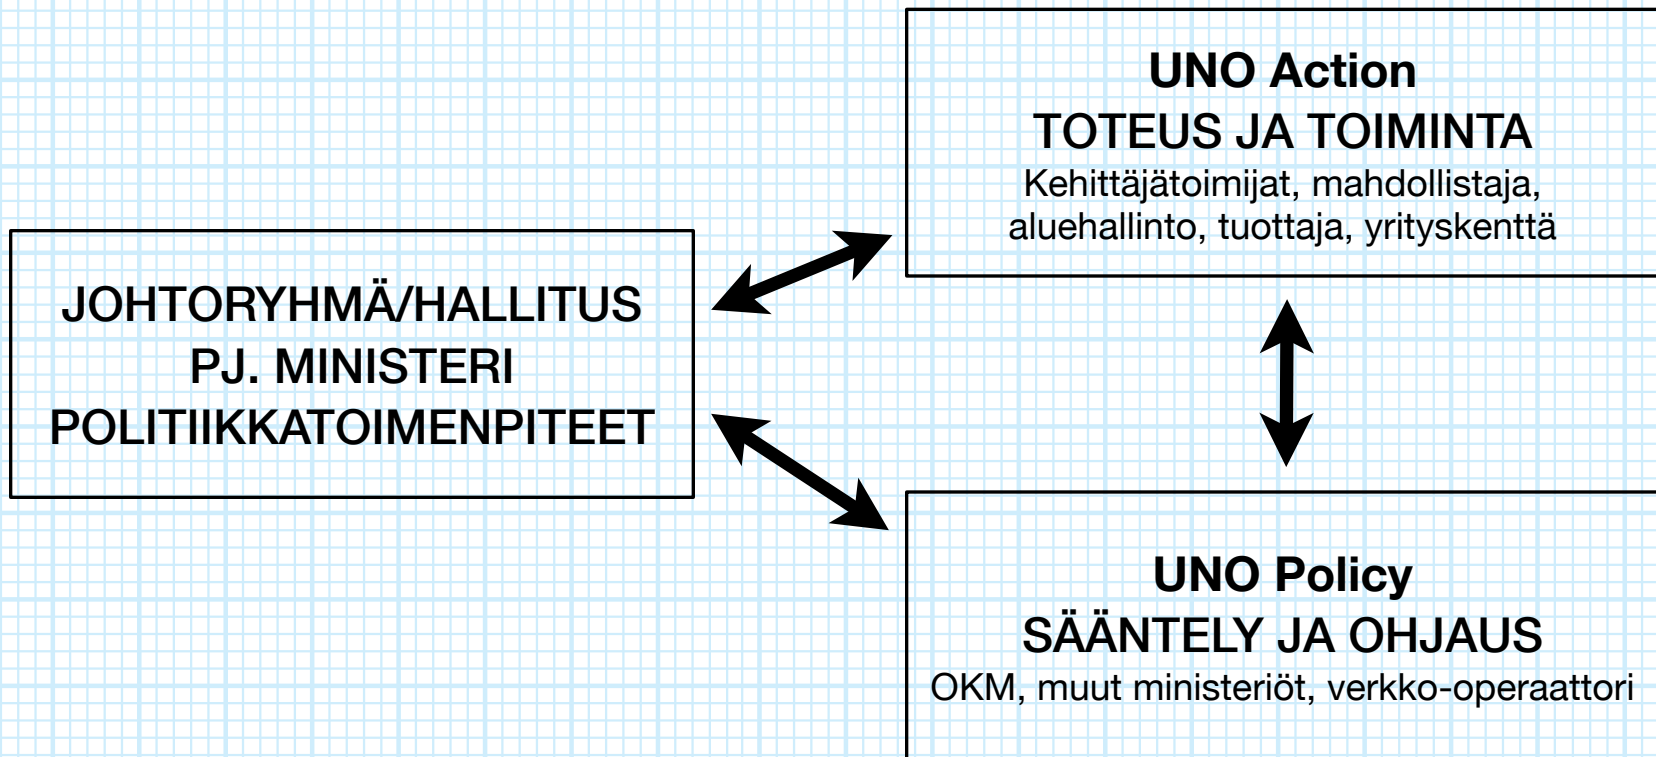 JOHTORYHMÄ/HALLITUS
PJ. MINISTERI
POLITIIKKATOIMENPITEET
UNO Action
TOTEUS JA TOIMINTA
Kehittäjätoimijat, mahdollistaja,
aluehallinto, tuottaja, yrityskenttä
UNO Policy
SÄÄNTELY JA OHJAUS
OKM, muut ministeriöt, verkko-operaattori